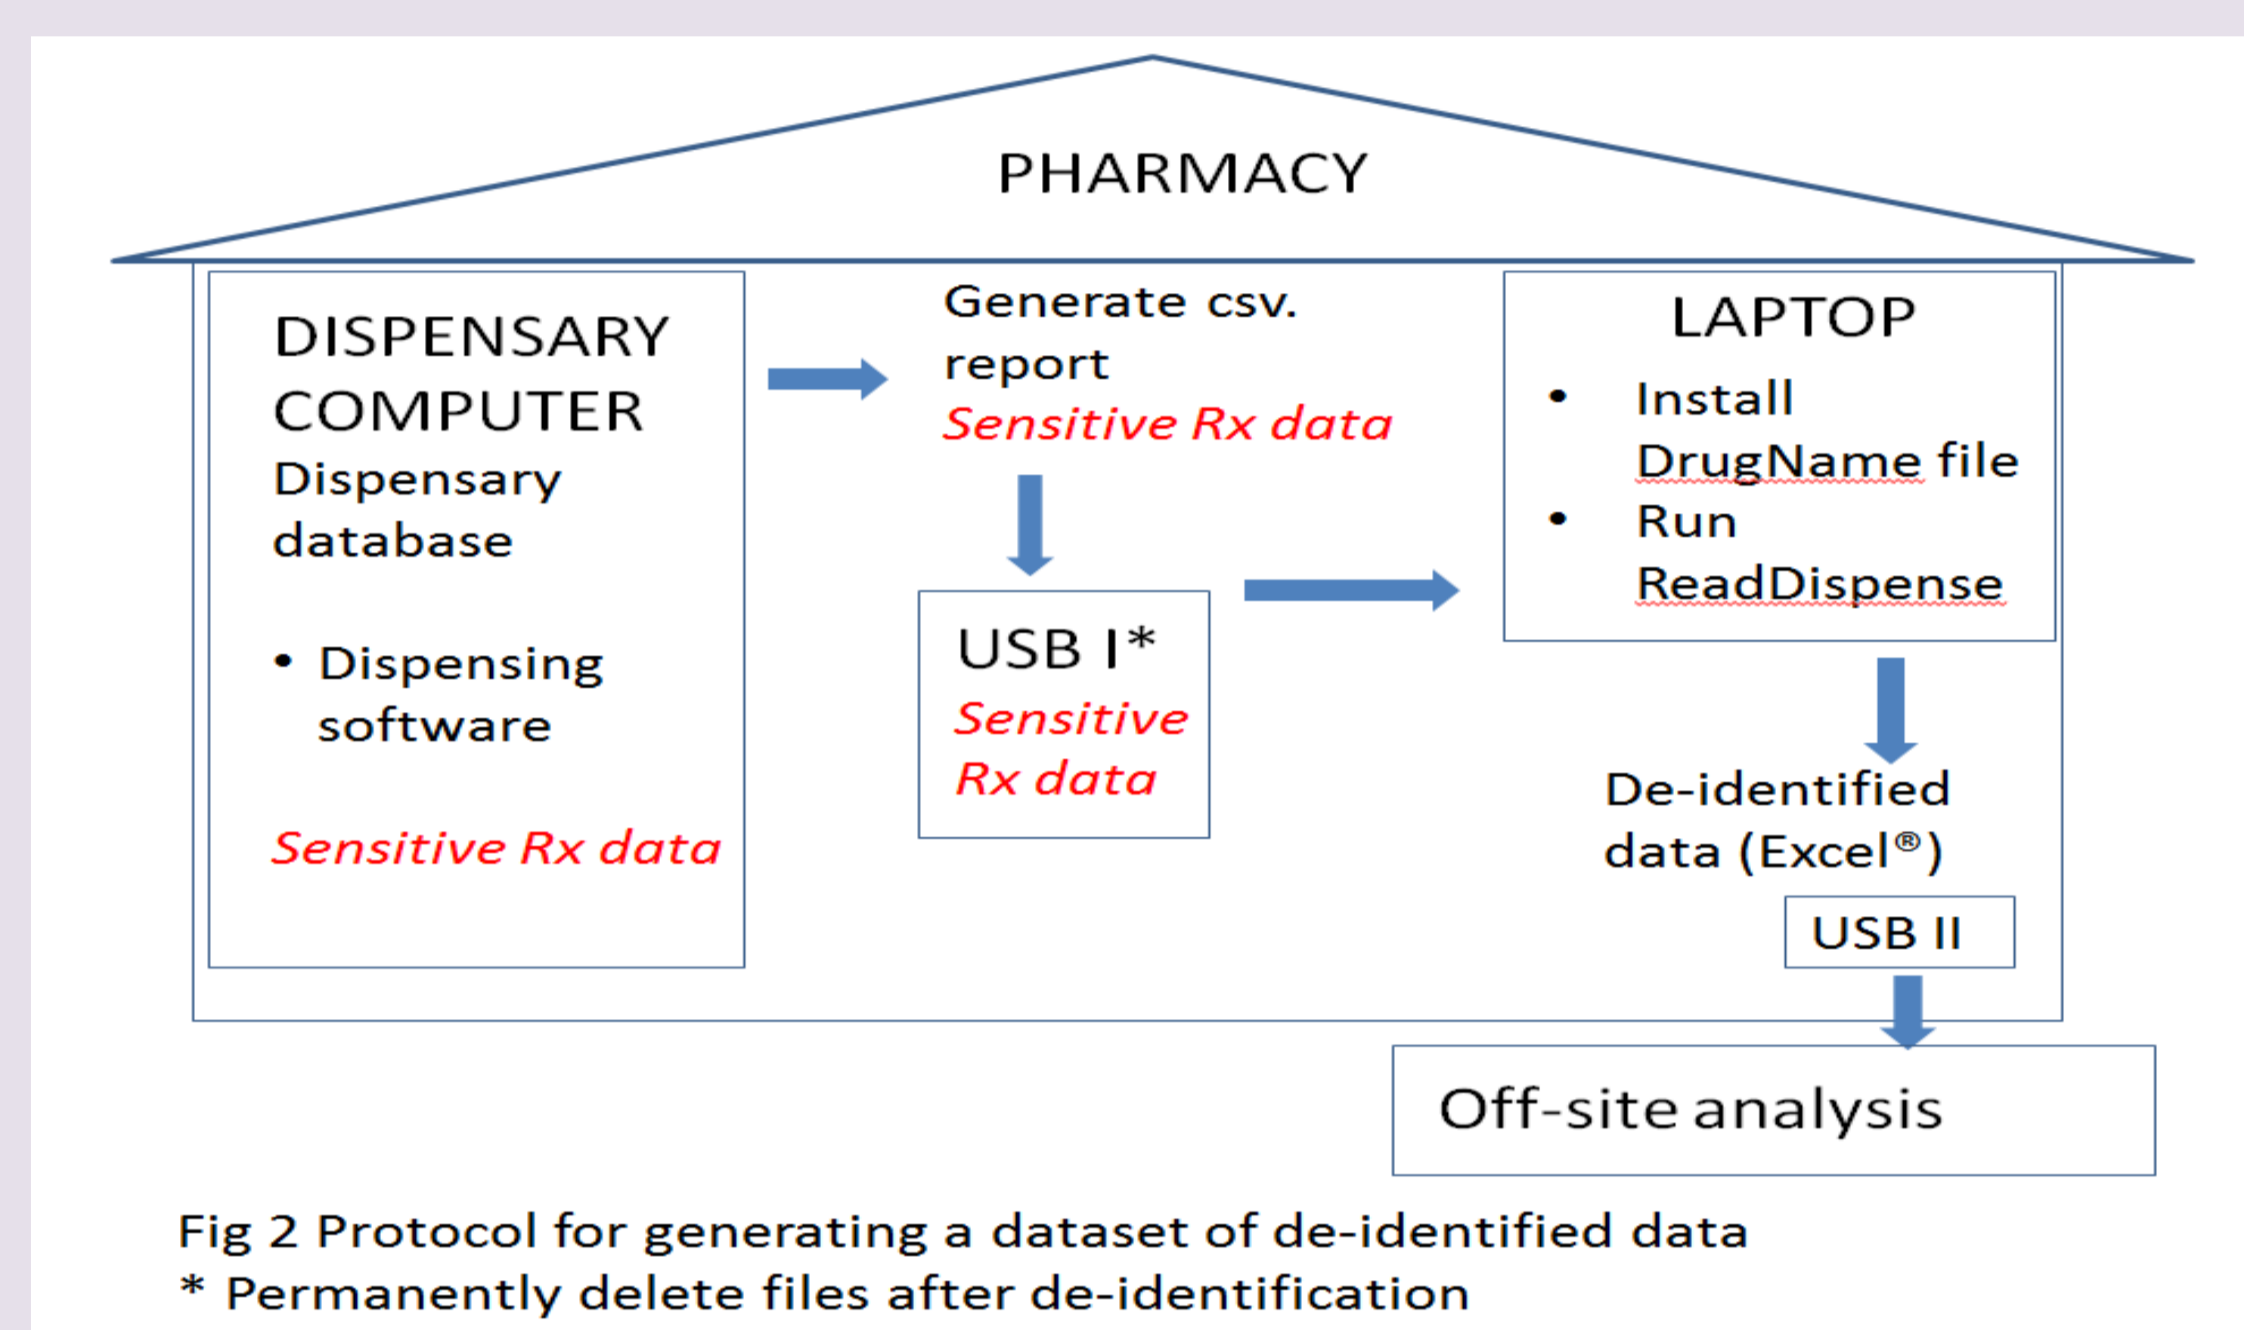 PHARMACY
DISPENSARY
COMPUTER
Dispensary
database
• Dispensing
software
Sensitive Rx data
Generate csv.
report
Sensitive Rx data
USB I*
Sensitive
Rx data
LAPTOP
• Install
DrugName file
• Run
ReadDispense
De-identified
data (Excel®)
USB II
Off-site analysis
Fig 2 Protocol for generating a dataset of de-identified data
* Permanently delete files after de-identification